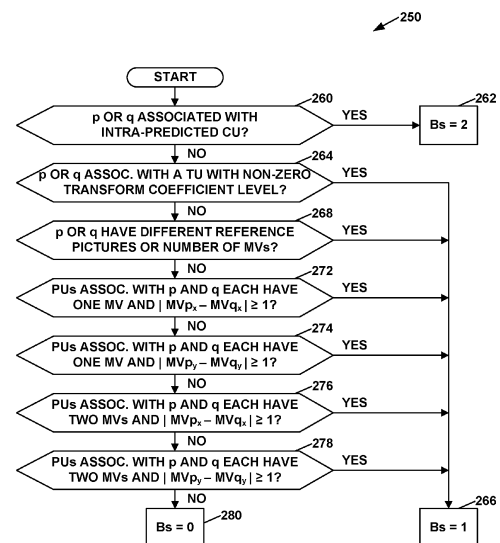 250
START
260
p OR q ASSOCIATED WITH
INTRA-PREDICTED CU?
YES
262
Bs = 2
NO
264
p OR q ASSOC. WITH A TU WITH NON-ZERO
TRANSFORM COEFFICIENT LEVEL?
YES
NO
268
p OR q HAVE DIFFERENT REFERENCE
PICTURES OR NUMBER OF MVs?
YES
NO
272
PUs ASSOC. WITH p AND q EACH HAVE
ONE MV AND | MVpₓ – MVqₓ | ≥ 1?
YES
NO
274
PUs ASSOC. WITH p AND q EACH HAVE
ONE MV AND | MVpy – MVqy | ≥ 1?
YES
NO
276
PUs ASSOC. WITH p AND q EACH HAVE
TWO MVs AND | MVpₓ – MVqₓ | ≥ 1?
YES
NO
278
PUs ASSOC. WITH p AND q EACH HAVE
TWO MVs AND | MVpy – MVqy | ≥ 1?
YES
NO
280
Bs = 0
266
Bs = 1